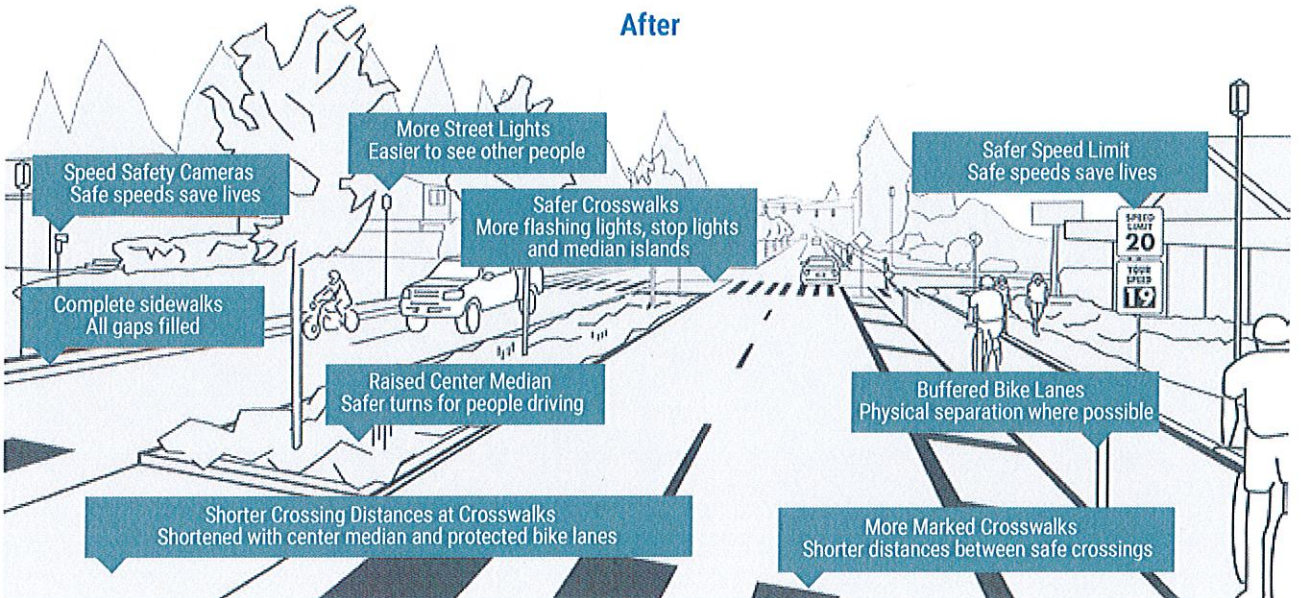 After
More Street Lights
Easier to see other people
Speed Safety Cameras
Safe speeds save lives
Safer Speed Limit
Safe speeds save lives
Safer Crosswalks
More flashing lights, stop lights
and median islands
SPEED
LIMIT
20
YOUR
SPEED
19
Complete sidewalks
All gaps filled
Raised Center Median
Safer turns for people driving
Buffered Bike Lanes
Physical separation where possible
Shorter Crossing Distances at Crosswalks
Shortened with center median and protected bike lanes
More Marked Crosswalks
Shorter distances between safe crossings